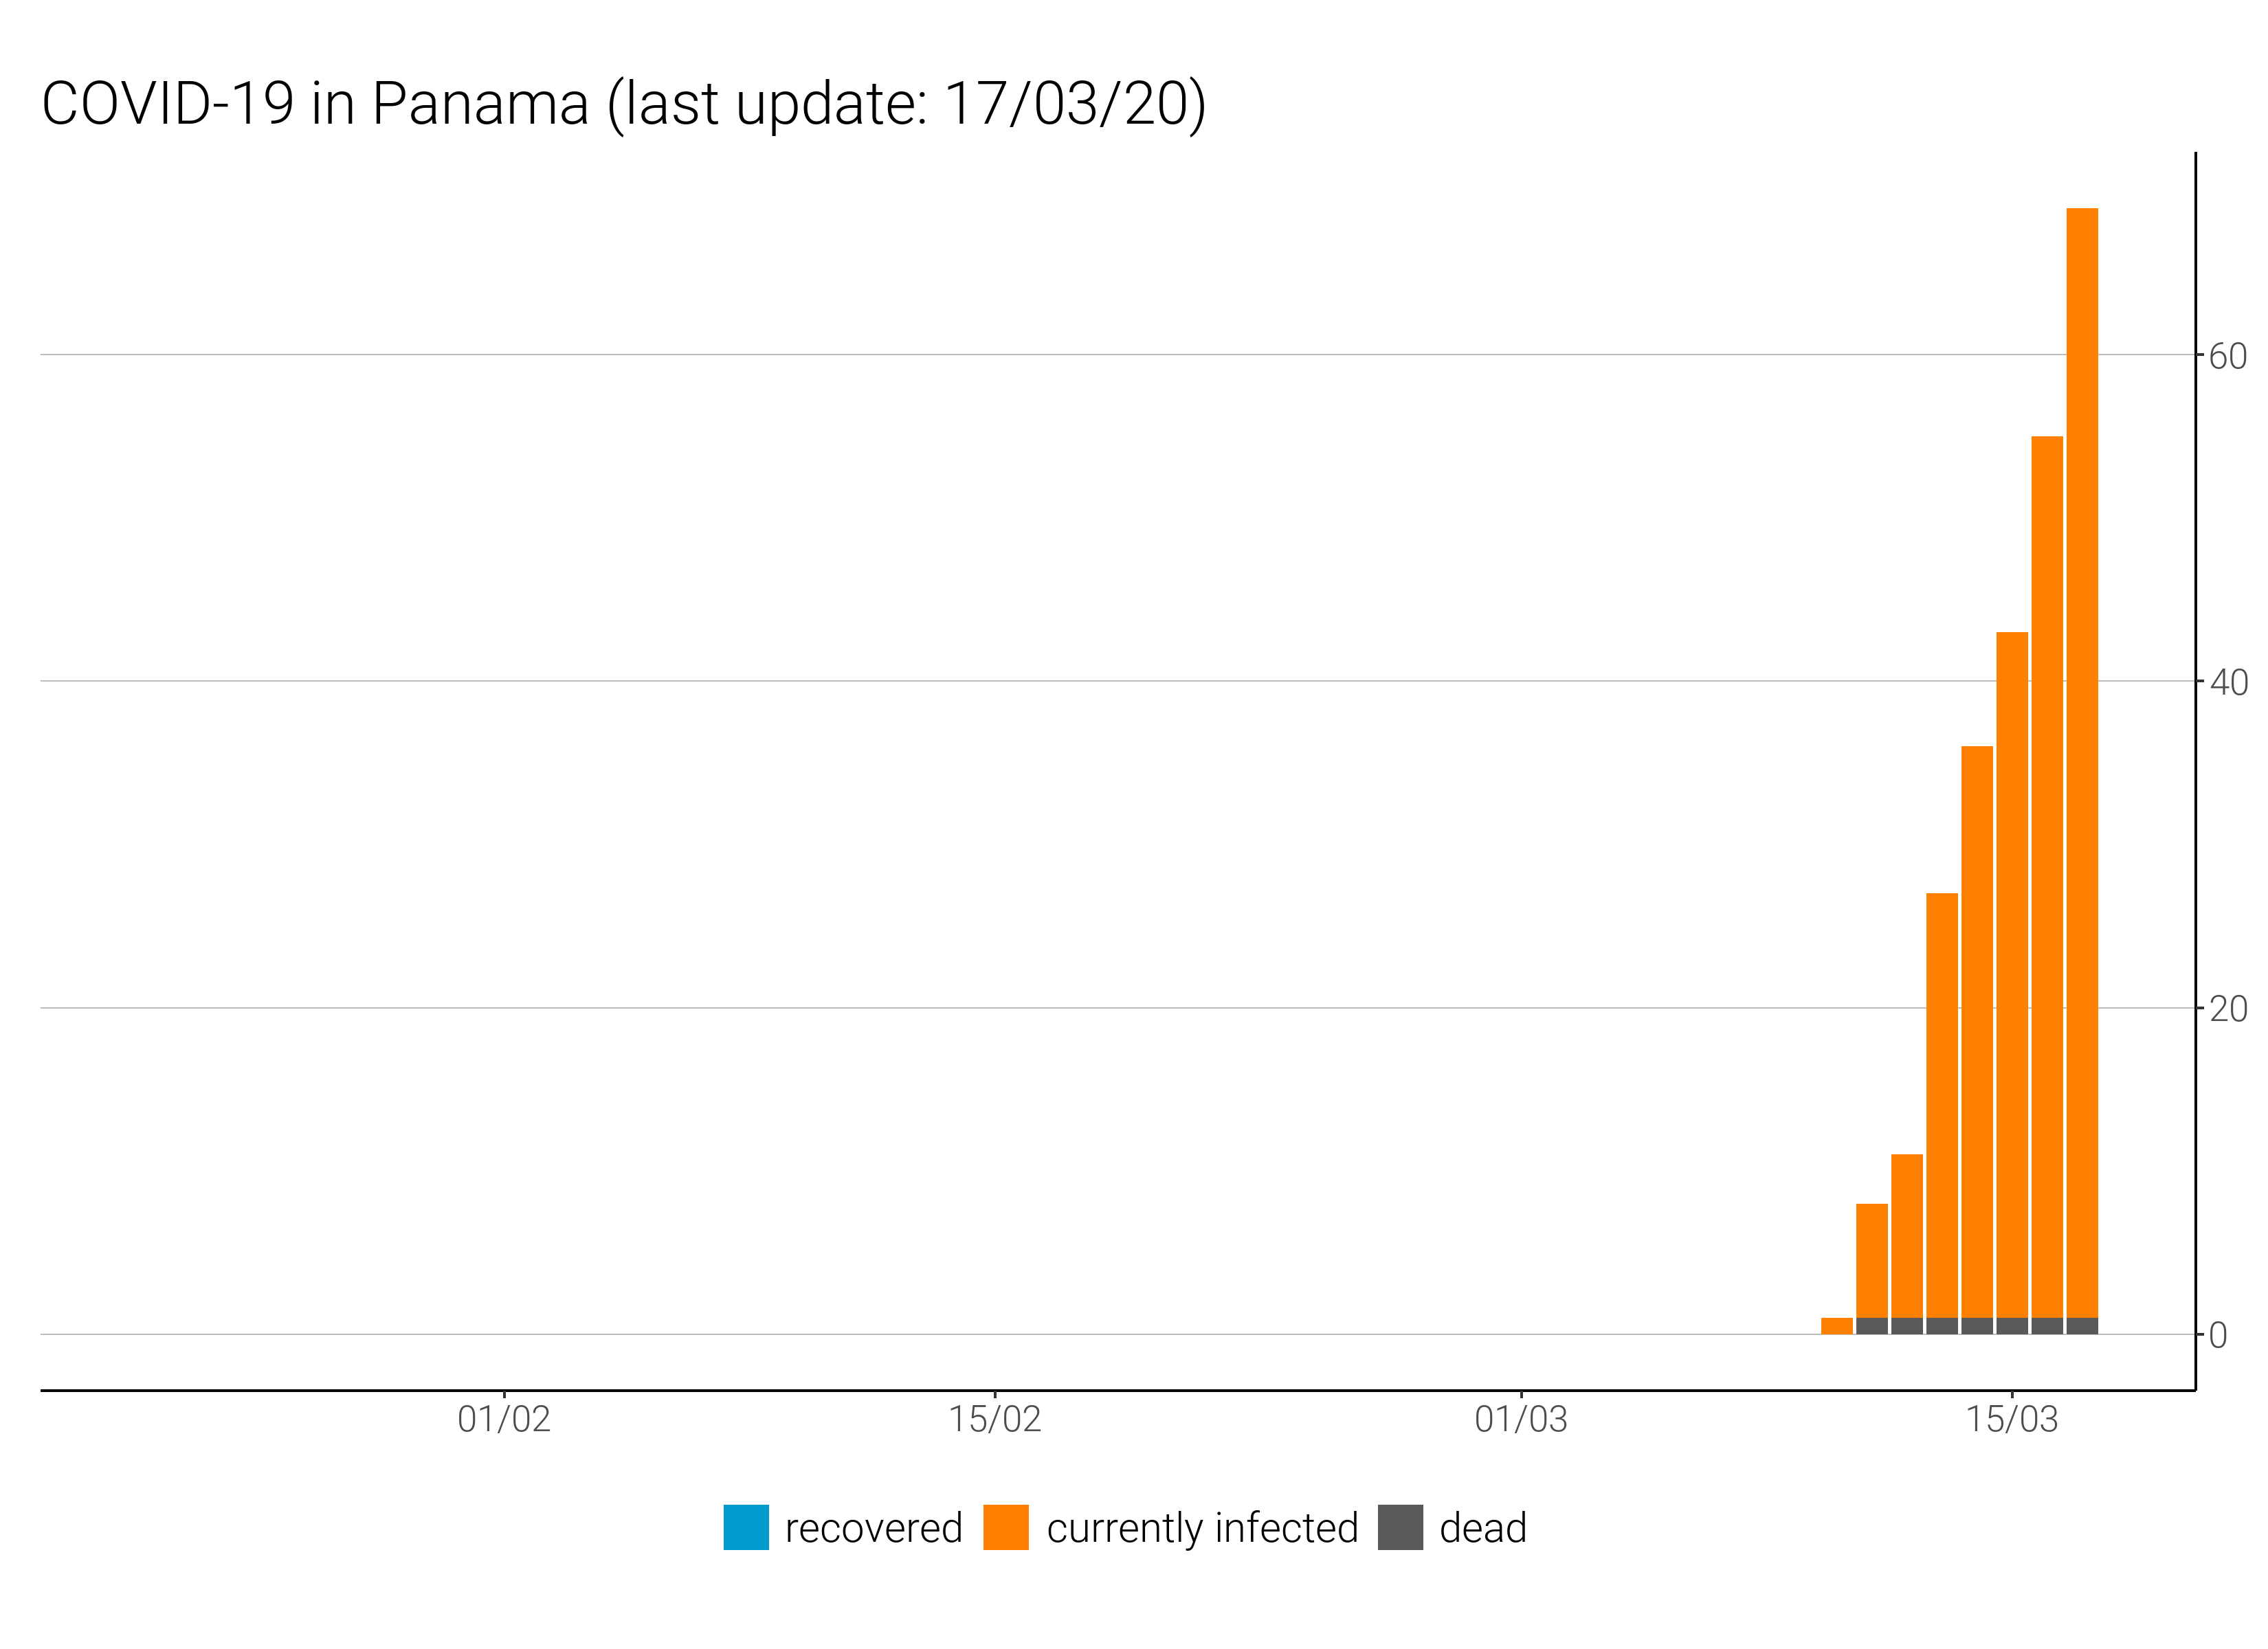 COVID-19 in Panama (last update: 17/03/20)
60
40
20
0
01/02 15/02 01/03 15/03
recovered currently infected dead